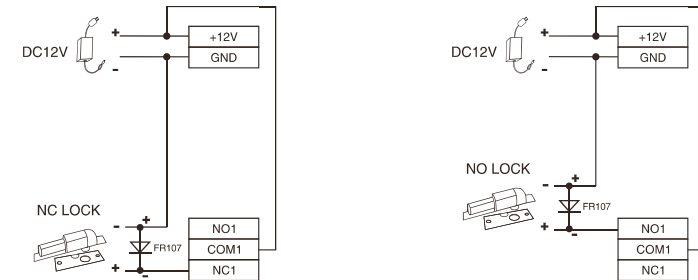 + +12V
DC12V
- GND
NC LOCK
- + NO1
FR107 COM1
+ - NC1
+ +12V
DC12V
- GND
NO LOCK
- +
FR107
+ - NO1
COM1
NC1